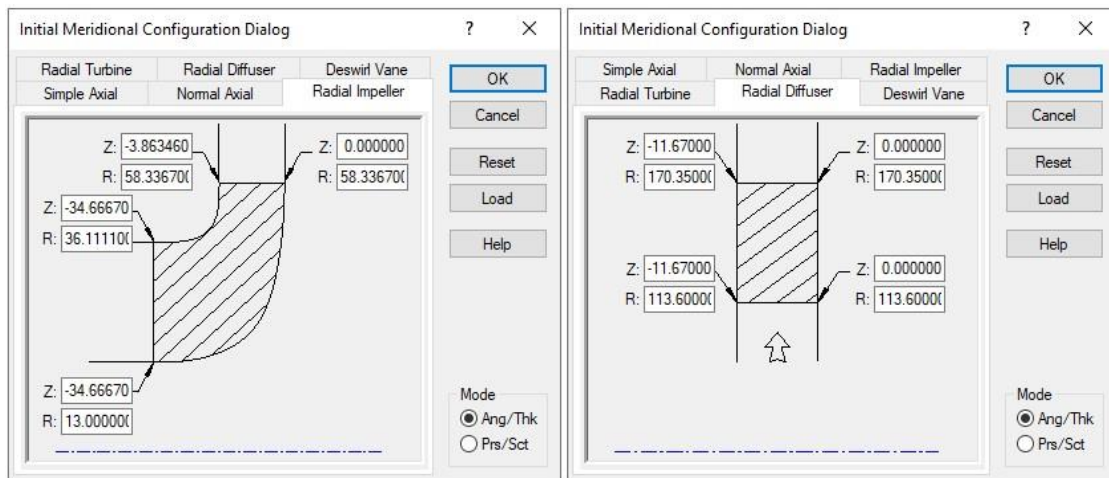 Initial Meridional Configuration Dialog ? ×
Radial Turbine Radial Diffuser Deswirl Vane
Simple Axial Normal Axial Radial Impeller
Z: -3.863460
R: 58.33670(
Z: 0.000000
R: 58.33670(
Z: -34.66670
R: 36.11110(
Z: -34.66670
R: 13.00000(
OK
Cancel
Reset
Load
Help
Mode
Ang/Thk
Prs/Sct
Initial Meridional Configuration Dialog ? ×
Simple Axial Normal Axial Radial Impeller
Radial Turbine Radial Diffuser Deswirl Vane
Z: -11.67000
R: 170.3500(
Z: 0.000000
R: 170.3500(
Z: -11.67000
R: 113.6000(
Z: 0.000000
R: 113.6000(
OK
Cancel
Reset
Load
Help
Mode
Ang/Thk
Prs/Sct